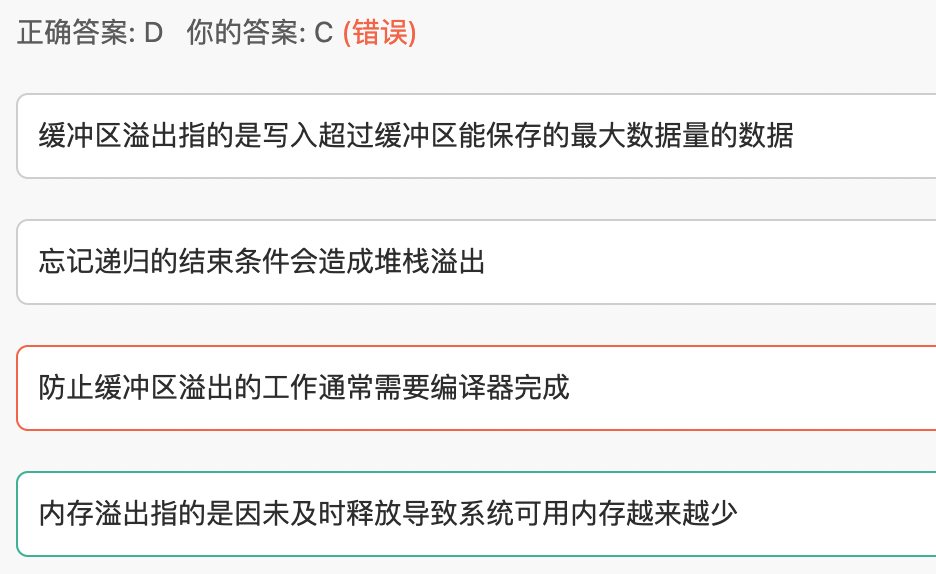 正确答案: D 你的答案: C (错误)
缓冲区溢出指的是写入超过缓冲区能保存的最大数据量的数据
忘记递归的结束条件会造成堆栈溢出
防止缓冲区溢出的工作通常需要编译器完成
内存溢出指的是因未及时释放导致系统可用内存越来越少